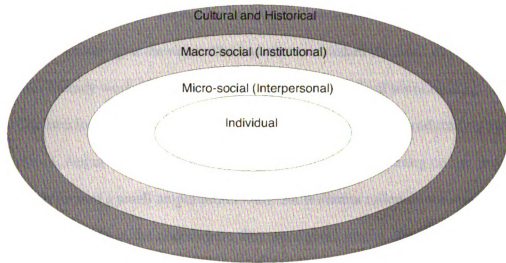 Cultural and Historical
Macro-social (Institutional)
Micro-social (Interpersonal)
Individual